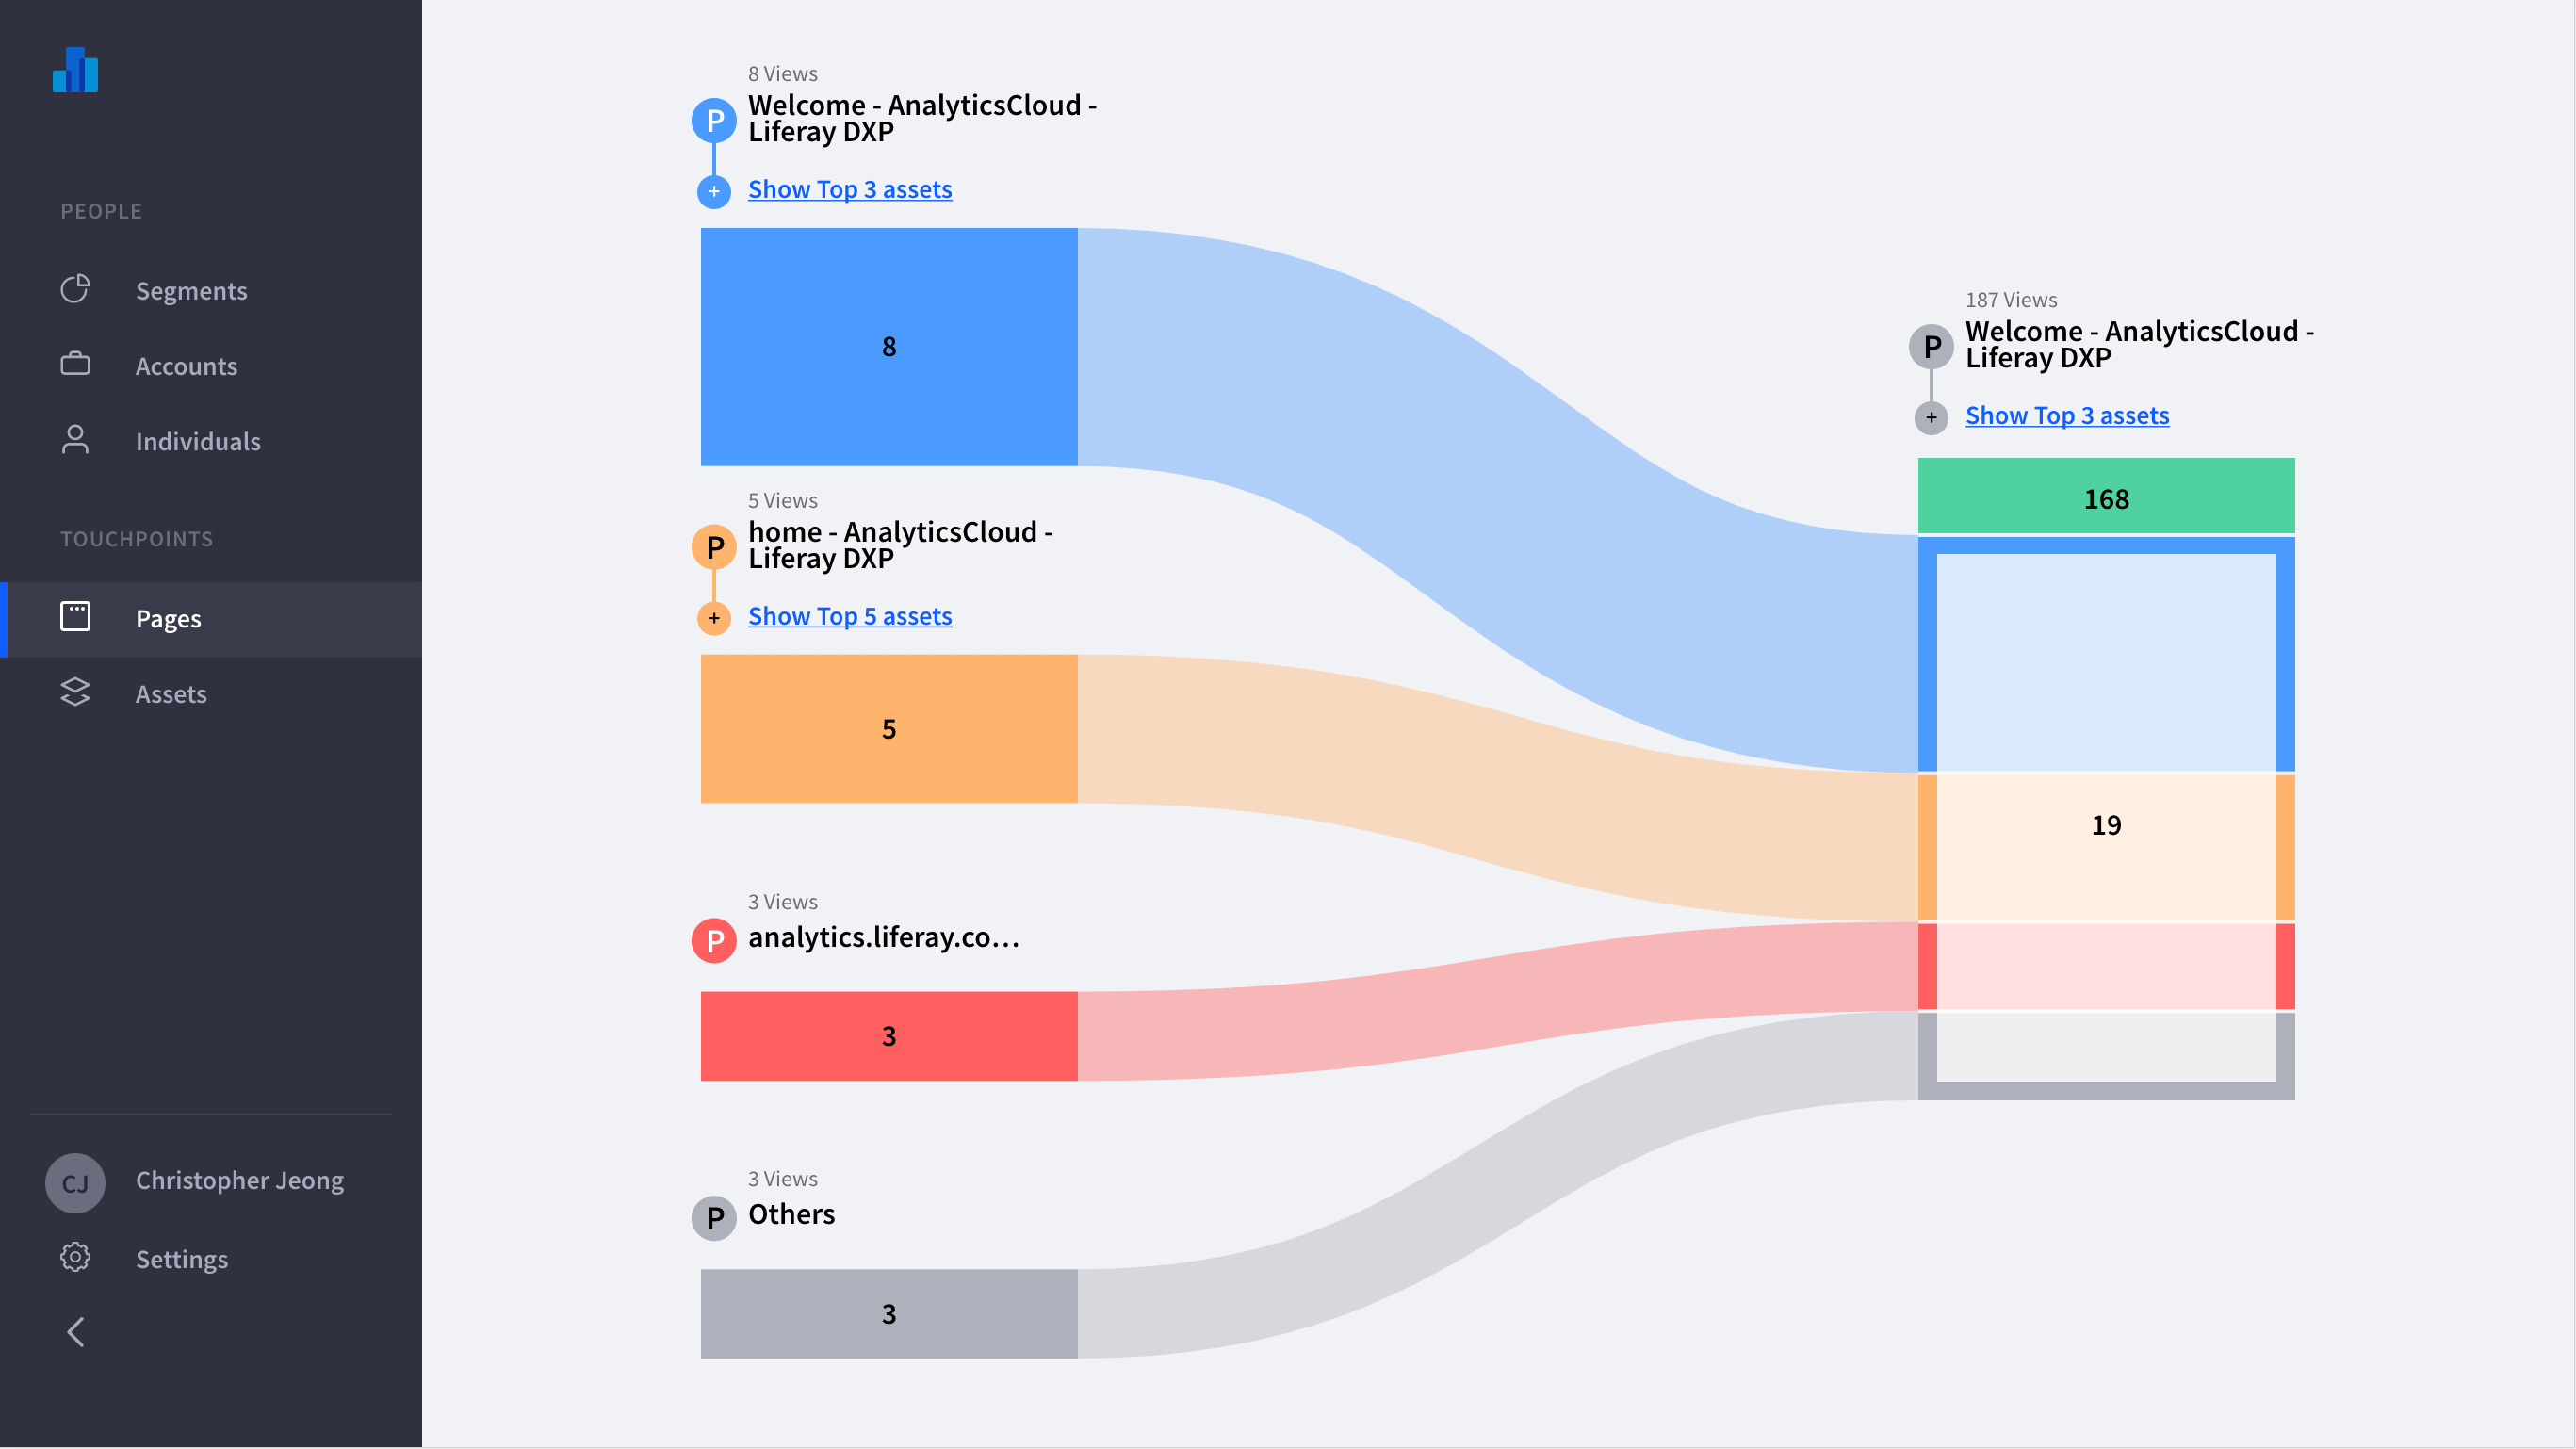 PEOPLE
Segments
Accounts
Individuals
TOUCHPOINTS
Pages
Assets
CJ
Christopher Jeong
Settings
8 Views
P
Welcome - AnalyticsCloud -
Liferay DXP
+
Show Top 3 assets
8
5 Views
P
home - AnalyticsCloud -
Liferay DXP
+
Show Top 5 assets
5
3 Views
P
analytics.liferay.co...
3
3 Views
P
Others
3
187 Views
P
Welcome - AnalyticsCloud -
Liferay DXP
+
Show Top 3 assets
168
19